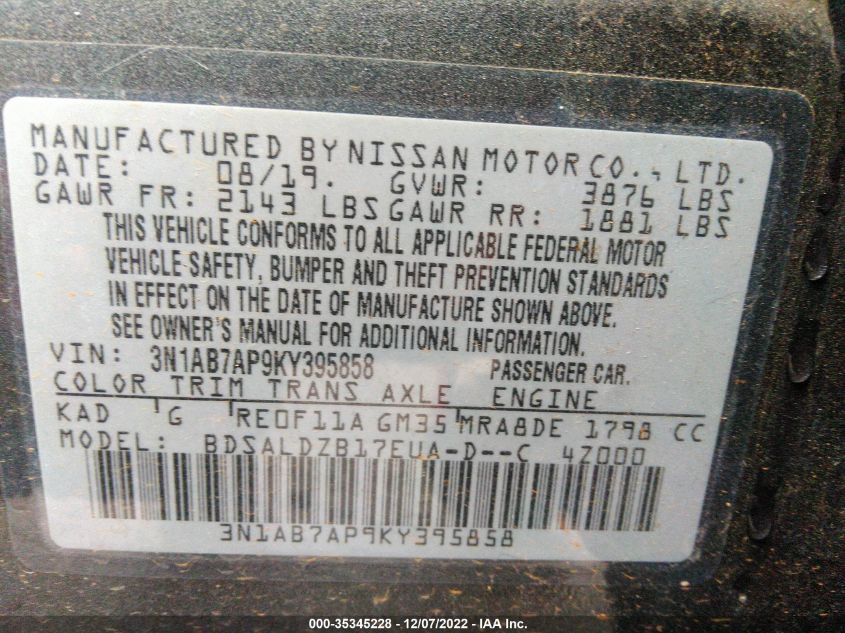 MANUFACTURED BY NISSAN MOTOR CO., LTD.
DATE: 08/19. GVWR: 3876 LBS
GAWR FR: 2143 LBS GAWR RR: 1881 LBS
THIS VEHICLE CONFORMS TO ALL APPLICABLE FEDERAL MOTOR
VEHICLE SAFETY, BUMPER AND THEFT PREVENTION STANDARDS
IN EFFECT ON THE DATE OF MANUFACTURE SHOWN ABOVE.
SEE OWNER'S MANUAL FOR ADDITIONAL INFORMATION.
VIN: 3N1AB7AP9KY395858 PASSENGER CAR.
COLOR TRIM TRANS AXLE ENGINE
KAD G RE0F11A GM35 MRA8DE 1798 CC
MODEL: BDSALDZB17EUA-D--C 4Z000
3N1AB7AP9KY395858
000-35345228 - 12/07/2022 - IAA Inc.